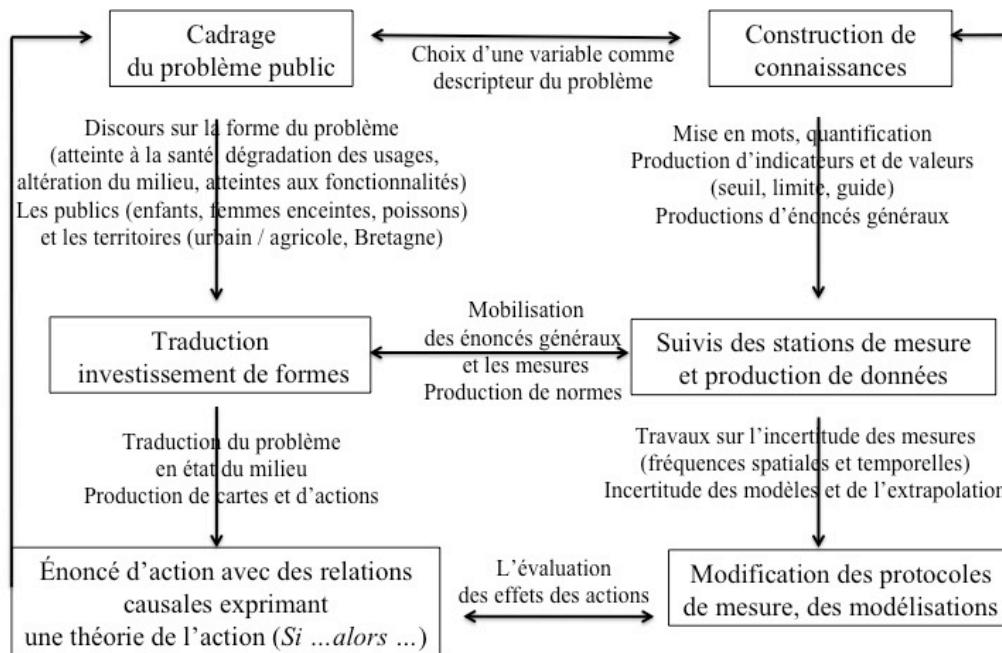 Cadrage
du problème public
Choix d’une variable comme
descripteur du problème
Construction de
connaissances
Discours sur la forme du problème
(atteinte à la santé, dégradation des usages,
altération du milieu, atteintes aux fonctionnalités)
Les publics (enfants, femmes enceintes, poissons)
et les territoires (urbain / agricole, Bretagne)
Mise en mots, quantification
Production d’indicateurs et de valeurs
(seuil, limite, guide)
Productions d’énoncés généraux
Traduction
investissement de formes
Mobilisation
des énoncés généraux
et les mesures
Production de normes
Suivis des stations de mesure
et production de données
Traduction du problème
en état du milieu
Production de cartes et d’actions
Travaux sur l’incertitude des mesures
(fréquences spatiales et temporelles)
Incertitude des modèles et de l’extrapolation
Énoncé d’action avec des relations
causales exprimant
une théorie de l’action (Si …alors …)
L’évaluation
des effets des actions
Modification des protocoles
de mesure, des modélisations